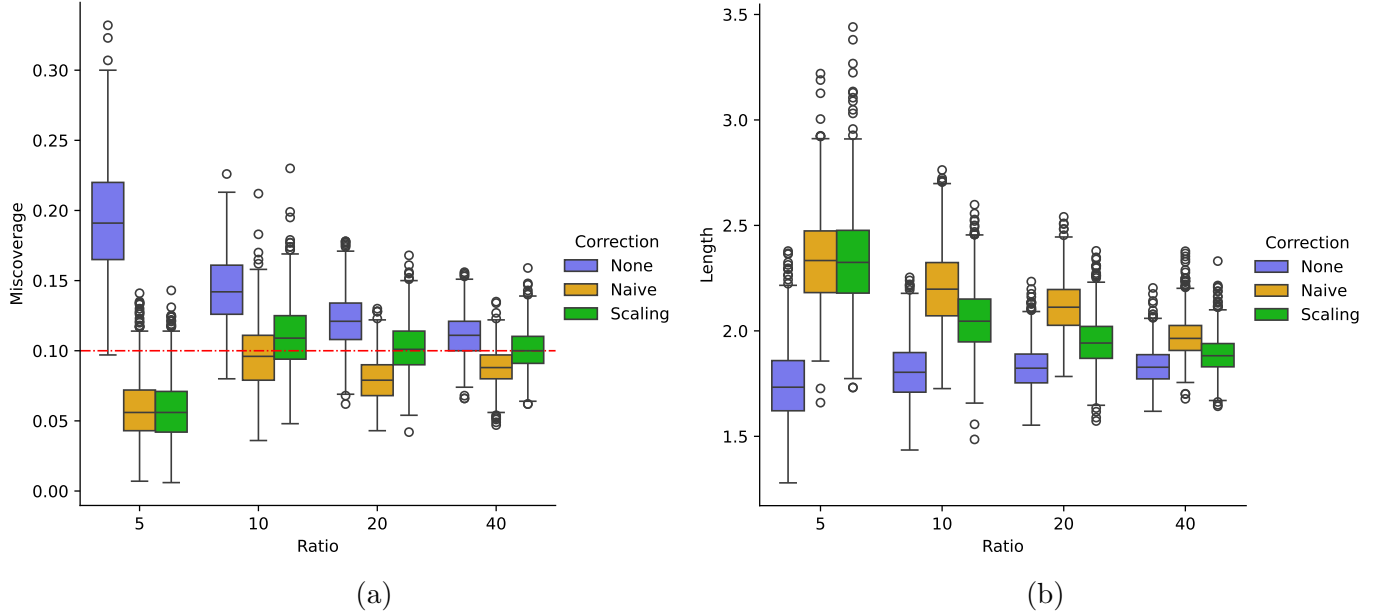 0.30
0.25
0.20
0.15
0.10
0.05
0.00
Miscoverage
5
10
20
40
Ratio
Correction
None
Naive
Scaling
(a)
3.5
3.0
2.5
2.0
1.5
Length
5
10
20
40
Ratio
Correction
None
Naive
Scaling
(b)